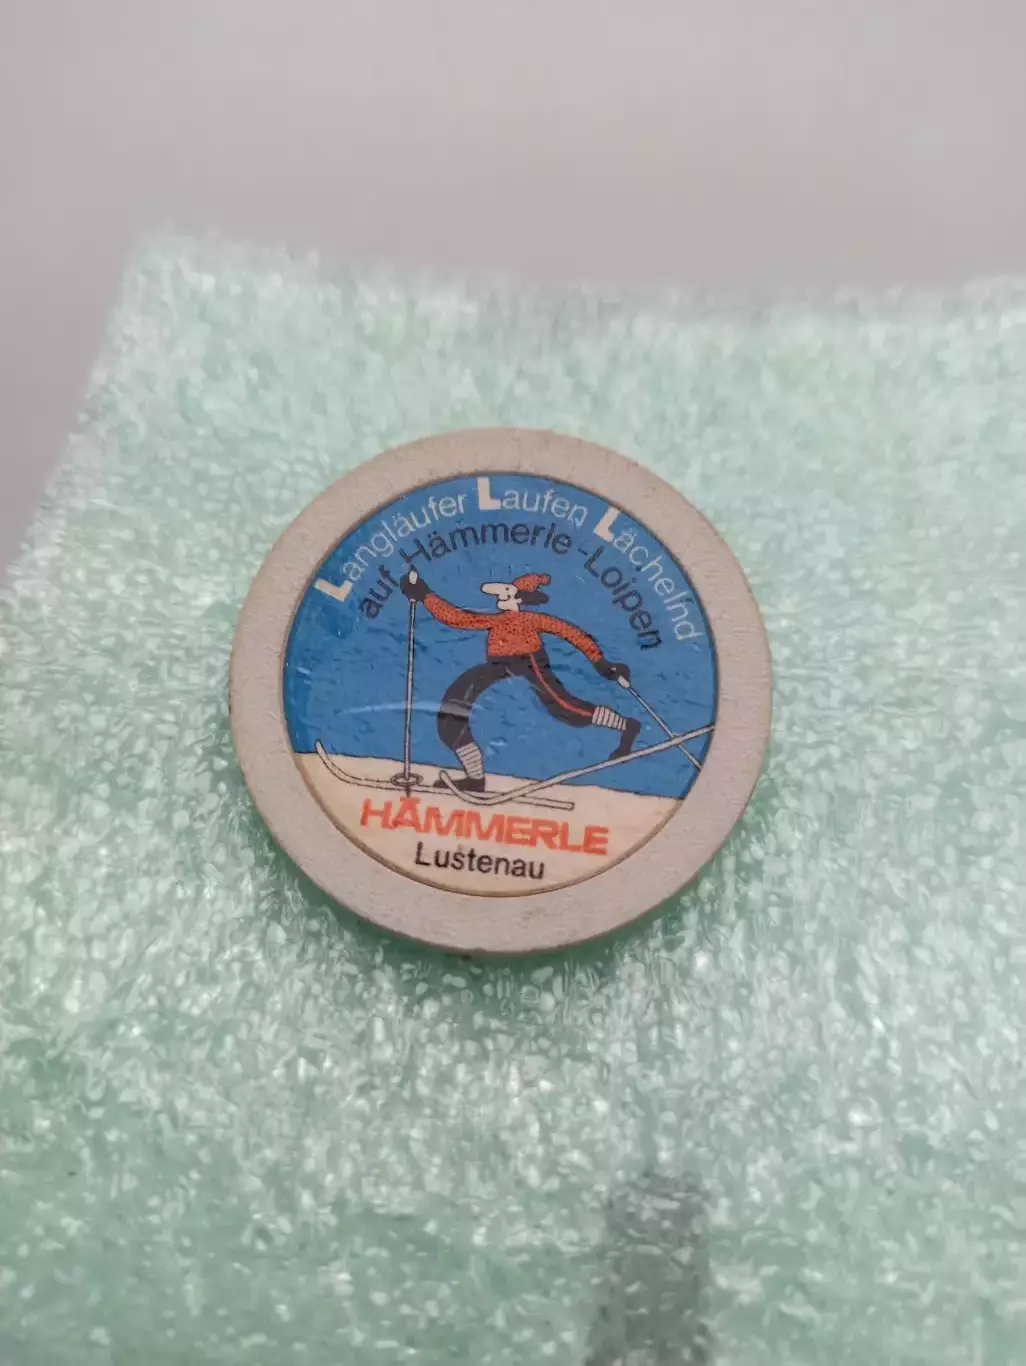 Langläufer Laufen Lächelnd
auf Hämmerle-Loipen
HÄMMERLE
Lustenau